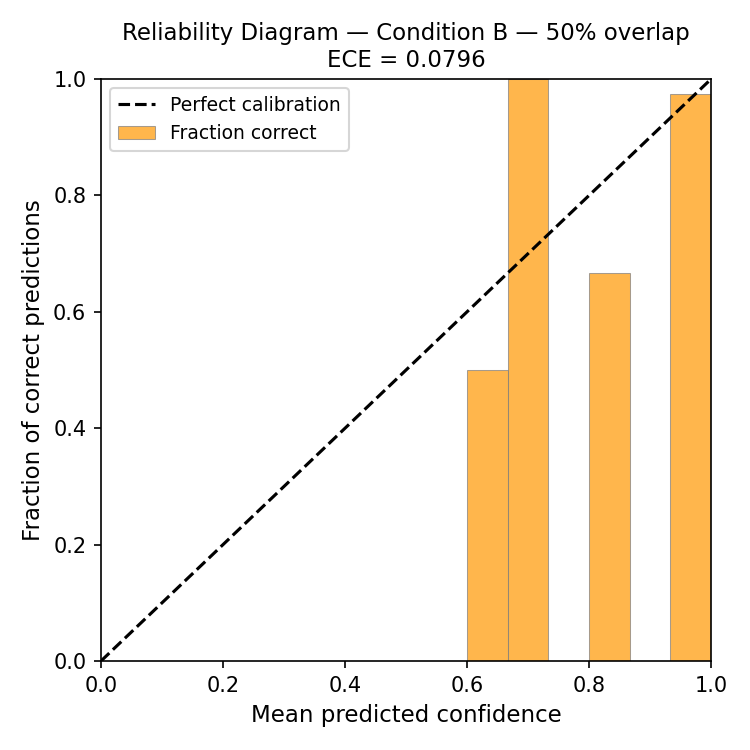 Reliability Diagram — Condition B — 50% overlap
ECE = 0.0796
Perfect calibration
Fraction correct
Fraction of correct predictions
1.0
0.8
0.6
0.4
0.2
0.0
0.0 0.2 0.4 0.6 0.8 1.0
Mean predicted confidence